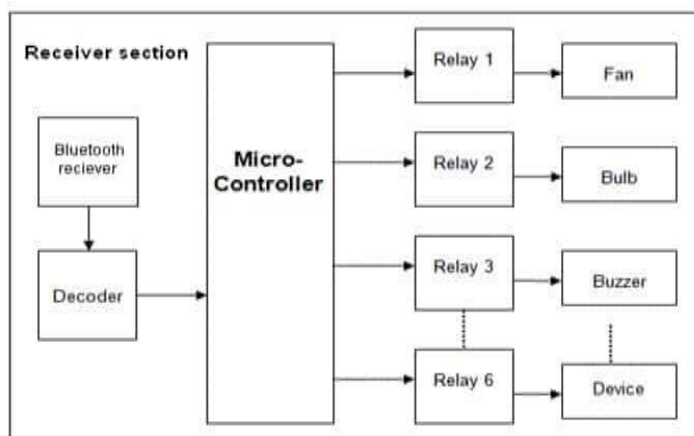 Receiver section
Bluetooth
reciever
Decoder
Micro-
Controller
Relay 1
Fan
Relay 2
Bulb
Relay 3
Buzzer
Relay 6
Device